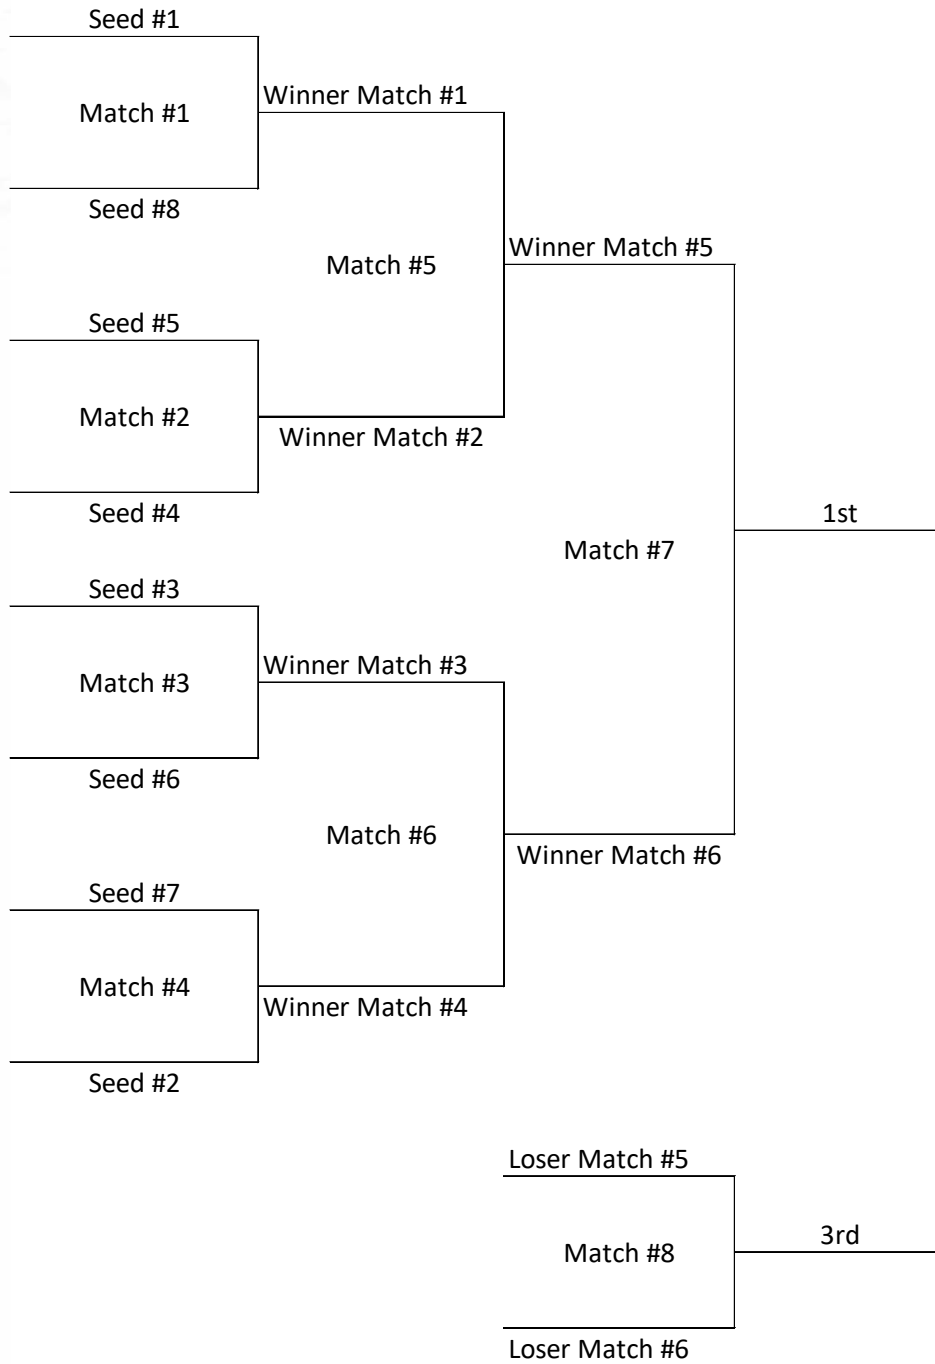 Seed #1
Match #1
Winner Match #1
Seed #8
Match #5
Winner Match #5
Seed #5
Match #2
Winner Match #2
Seed #4
Match #7
1st
Seed #3
Match #3
Winner Match #3
Seed #6
Match #6
Winner Match #6
Seed #7
Match #4
Winner Match #4
Seed #2
Loser Match #5
Match #8
3rd
Loser Match #6